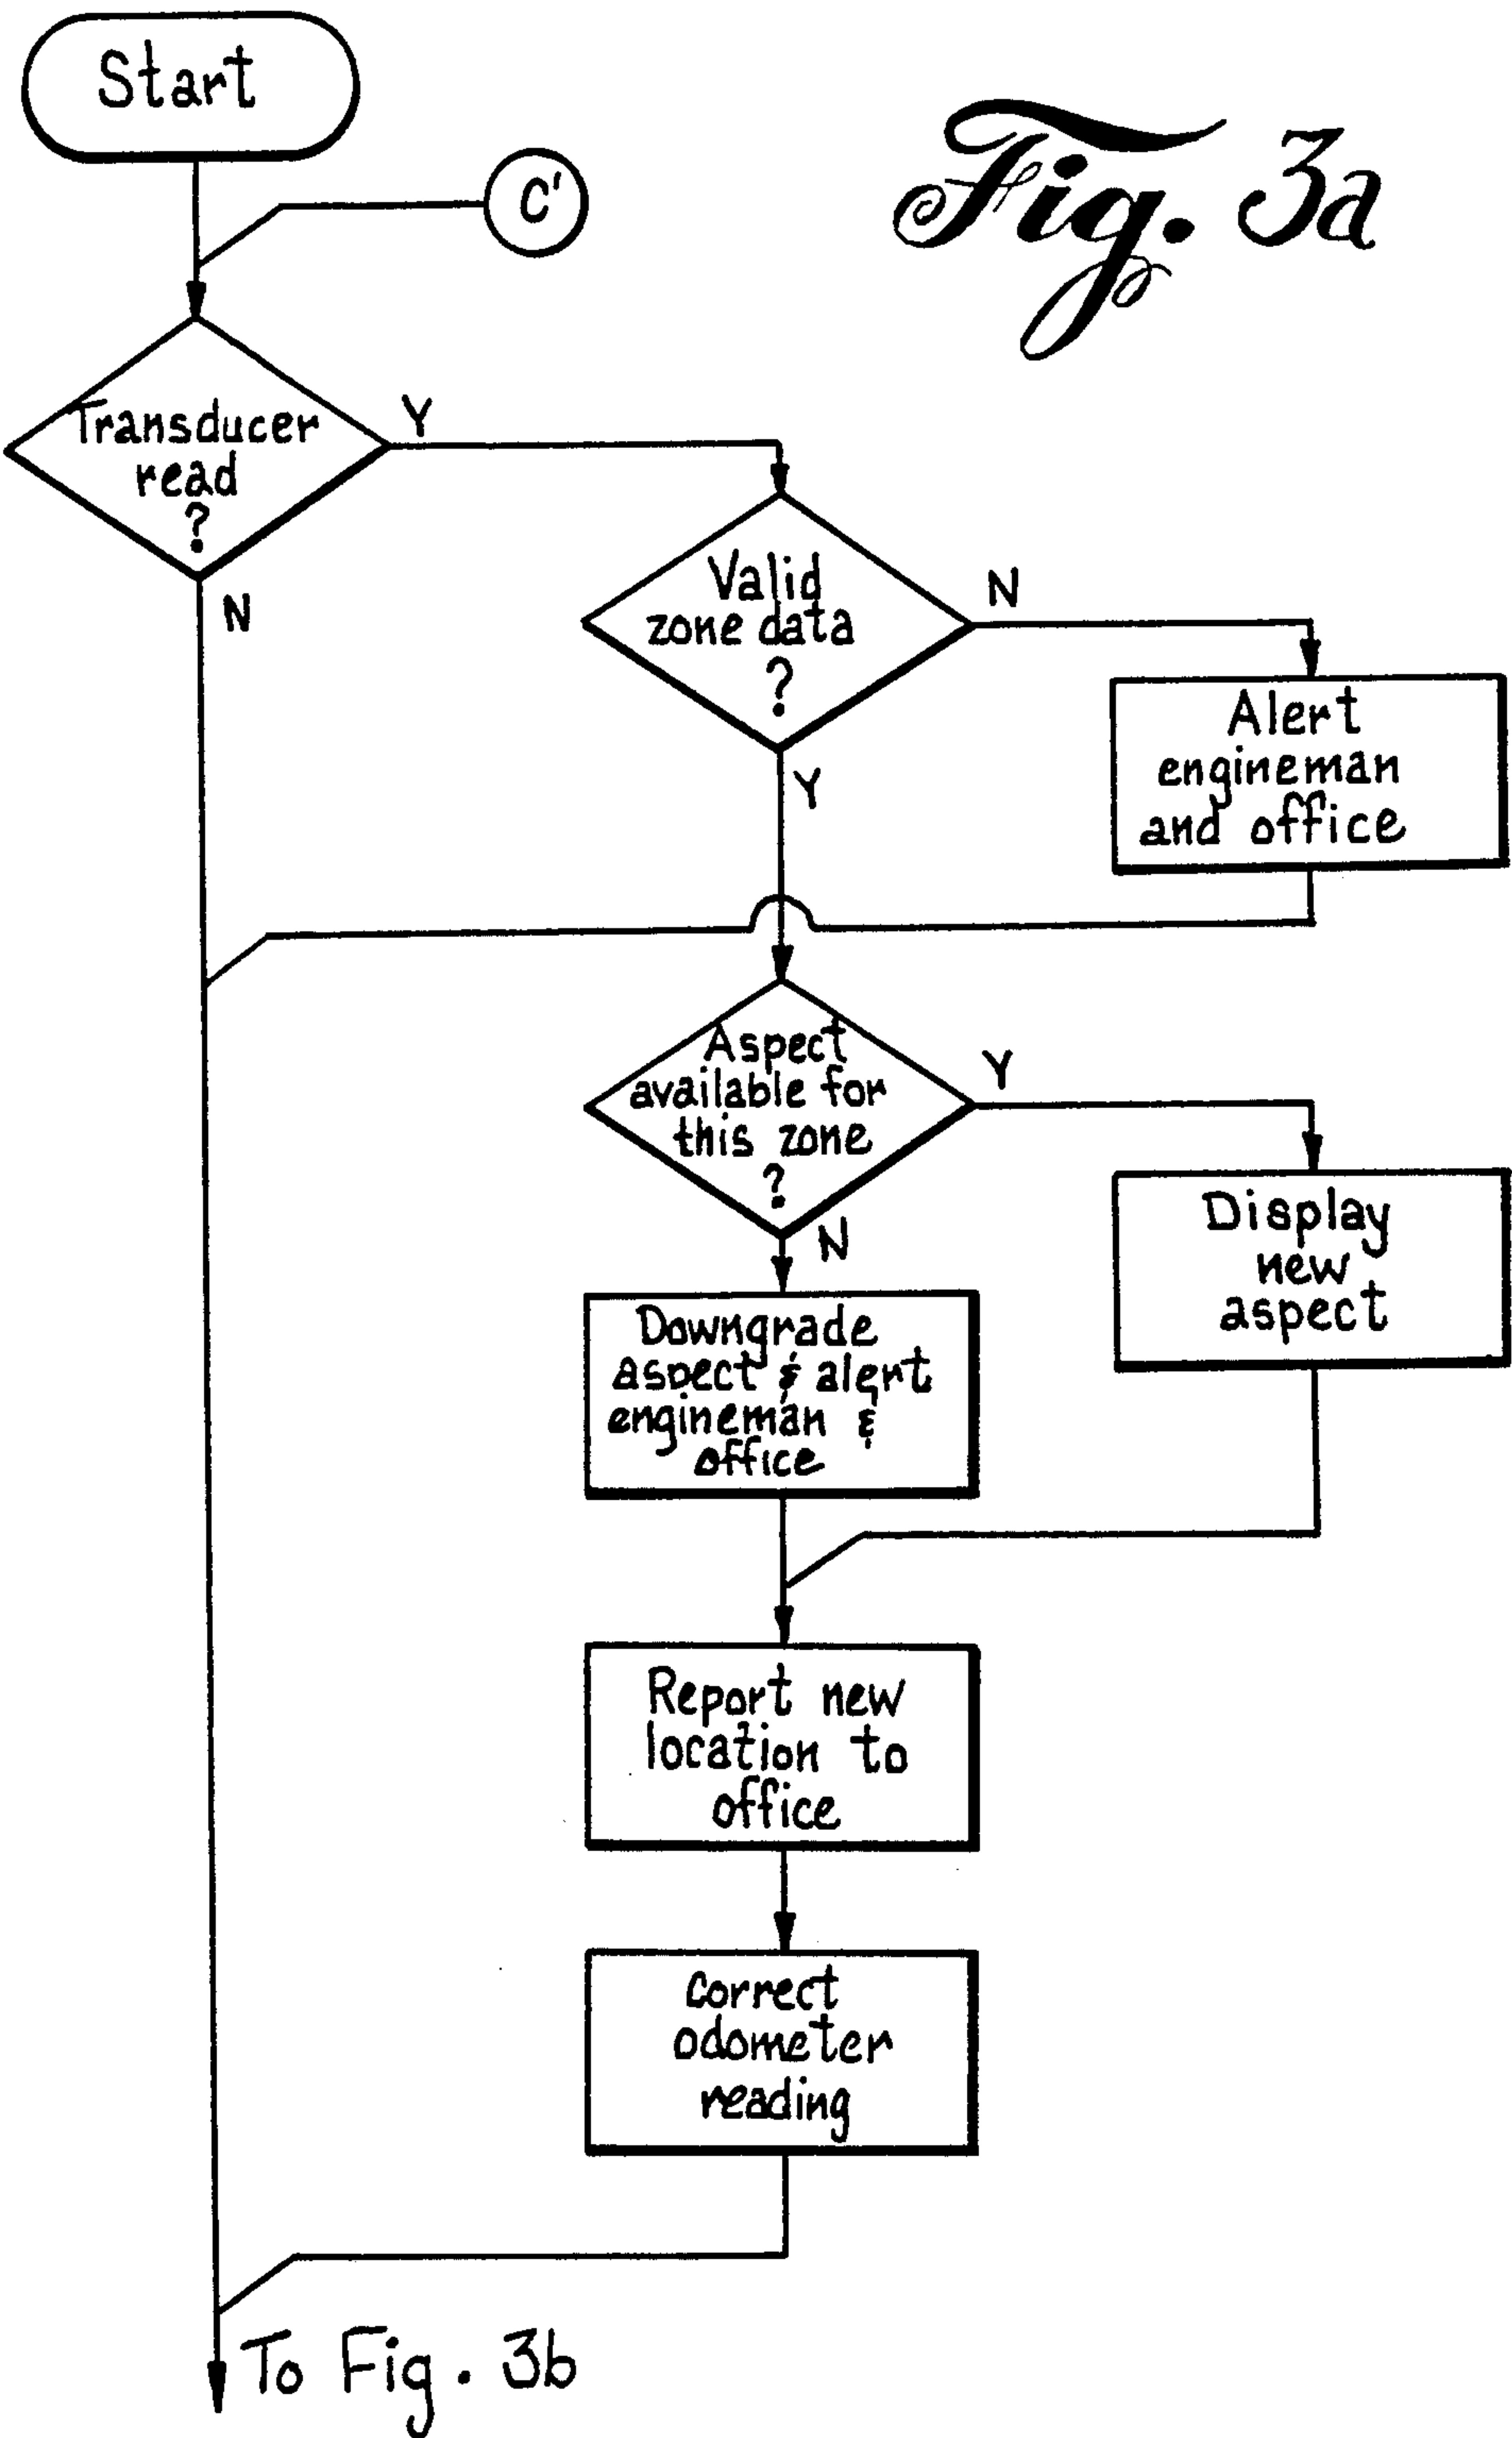 Start
C'
Fig. 3a
Transducer
read
?
Y
N
Valid
zone data
?
N
Y
Alert
engineman
and office
Aspect
available for
this zone
?
Y
N
Display
new
aspect
Downgrade
aspect & alert
engineman &
office
Report new
location to
office
Correct
odometer
reading
To Fig. 3b